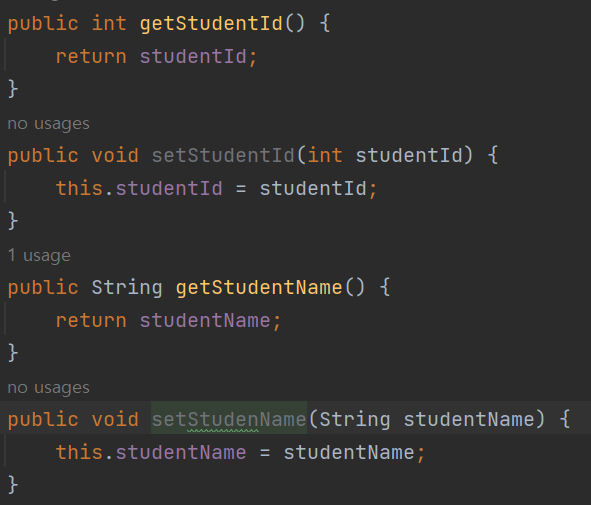 public int getStudentId() {
    return studentId;
}
no usages
public void setStudentId(int studentId) {
    this.studentId = studentId;
}
1 usage
public String getStudentName() {
    return studentName;
}
no usages
public void setStudenName(String studentName) {
    this.studentName = studentName;
}